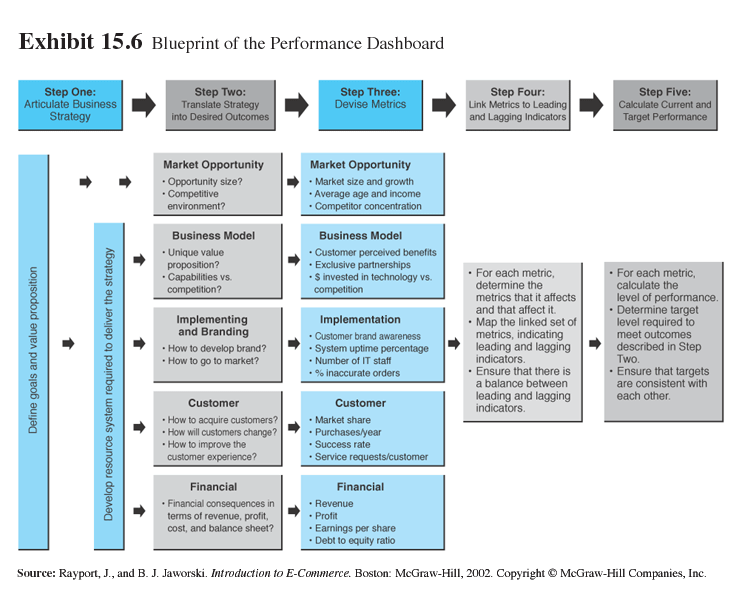 Exhibit 15.6 Blueprint of the Performance Dashboard
Step One:
Articulate Business
Strategy
Step Two:
Translate Strategy
into Desired Outcomes
Step Three:
Devise Metrics
Step Four:
Link Metrics to Leading
and Lagging Indicators
Step Five:
Calculate Current and
Target Performance
Define goals and value proposition
Develop resource system required to deliver the strategy
Market Opportunity
• Opportunity size?
• Competitive
environment?
Market Opportunity
• Market size and growth
• Average age and income
• Competitor concentration
Business Model
• Unique value
proposition?
• Capabilities vs.
competition?
Business Model
• Customer perceived benefits
• Exclusive partnerships
• $ invested in technology vs.
competition
Implementing
and Branding
• How to develop brand?
• How to go to market?
Implementation
• Customer brand awareness
• System uptime percentage
• Number of IT staff
• % inaccurate orders
Customer
• How to acquire customers?
• How will customers change?
• How to improve the
customer experience?
Customer
• Market share
• Purchases/year
• Success rate
• Service requests/customer
Financial
• Financial consequences in
terms of revenue, profit,
cost, and balance sheet?
Financial
• Revenue
• Profit
• Earnings per share
• Debt to equity ratio
• For each metric,
determine the
metrics that it affects
and that affect it.
• Map the linked set of
metrics, indicating
leading and lagging
indicators.
• Ensure that there is
a balance between
leading and lagging
indicators.
• For each metric,
calculate the
level of performance.
• Determine target
level required to
meet outcomes
described in Step
Two.
• Ensure that targets
are consistent with
each other.
Source: Rayport, J., and B. J. Jaworski. Introduction to E-Commerce. Boston: McGraw-Hill, 2002. Copyright © McGraw-Hill Companies, Inc.